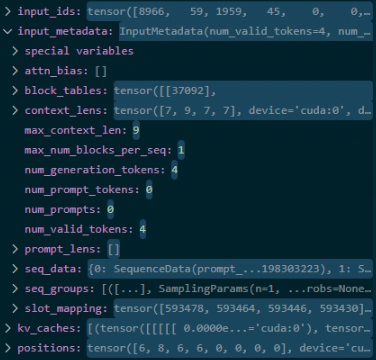 input_ids: tensor([8966, 59, 1959, 45, 0, 0,…
input_metadata: InputMetadata(num_valid_tokens=4, num_…
special variables
attn_bias: []
block_tables: tensor([[37092],
context_lens: tensor([7, 9, 7, 7], device='cuda:0', d…
max_context_len: 9
max_num_blocks_per_seq: 1
num_generation_tokens: 4
num_prompt_tokens: 0
num_prompts: 0
num_valid_tokens: 4
prompt_lens: []
seq_data: {0: SequenceData(prompt_...198303223), 1: S…
seq_groups: [([...], SamplingParams(n=1, ...robs=None…
slot_mapping: tensor([593478, 593464, 593446, 593430]…
kv_caches: [(tensor([[[[[ 0.0000e...='cuda:0'), tensor…
positions: tensor([6, 8, 6, 6, 0, 0, 0, 0], device='cu…